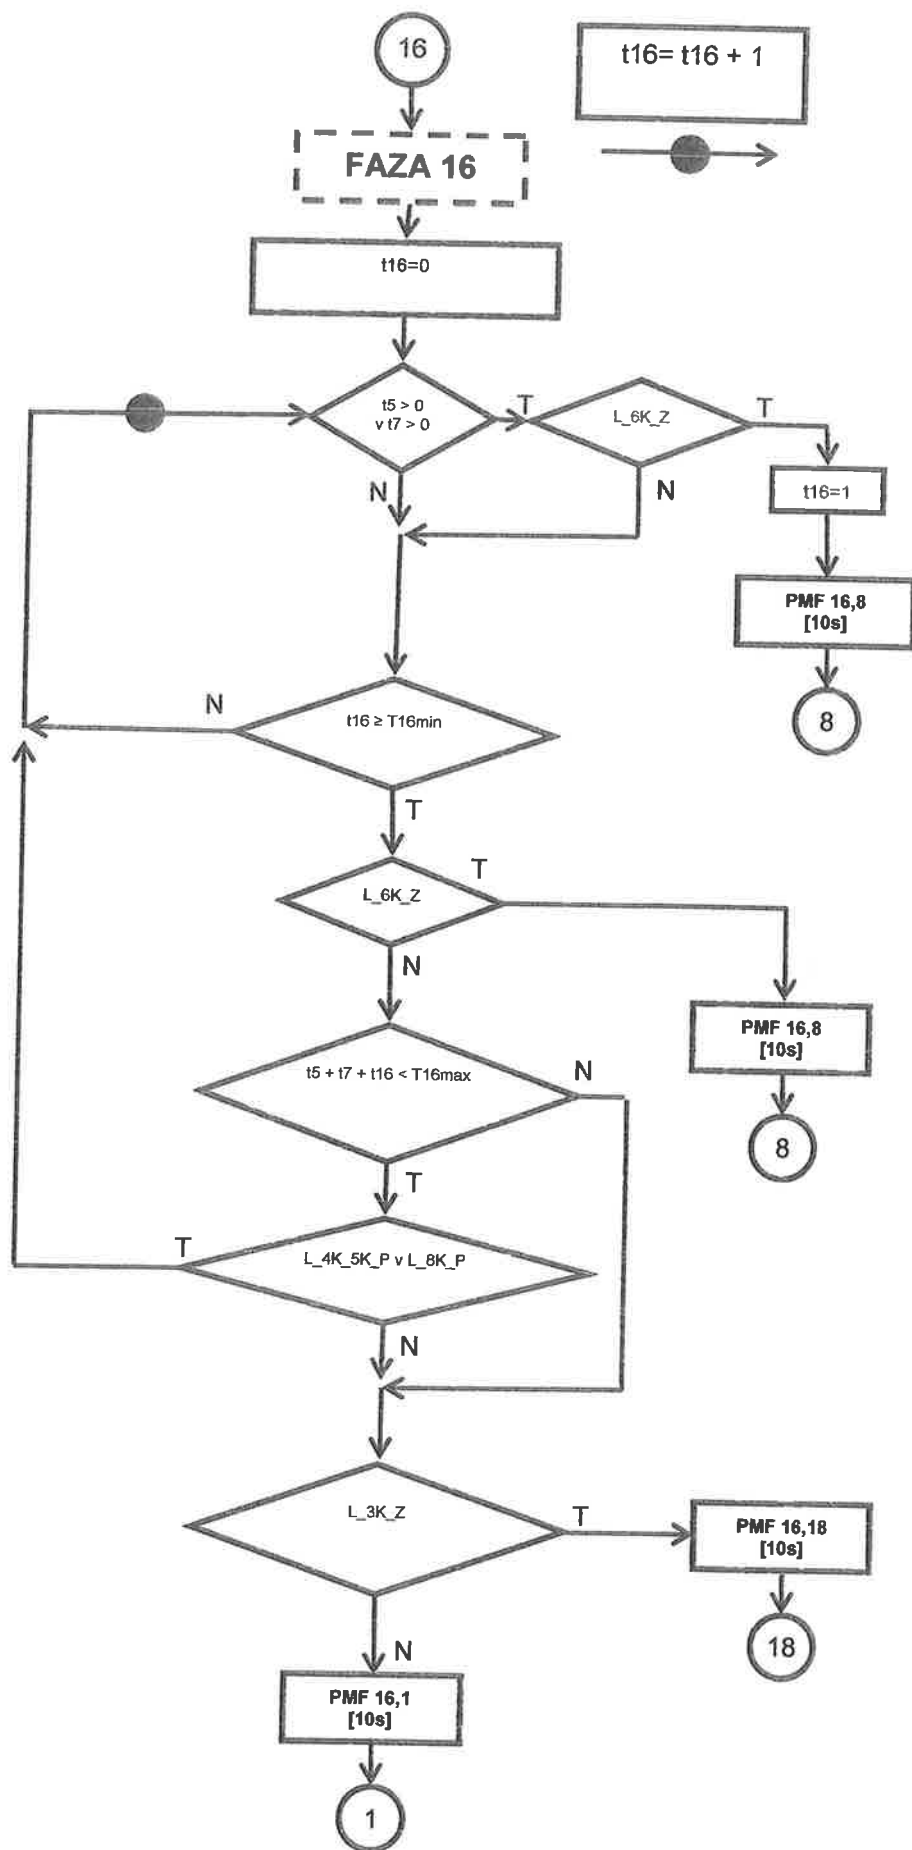 16
t16= t16 + 1
FAZA 16
t16=0
t5 > 0
v t7 > 0
T
L_6K_Z
T
N
N
t16=1
PMF 16,8
[10s]
8
N
t16 ≥ T16min
T
L_6K_Z
T
N
PMF 16,8
[10s]
8
t5 + t7 + t16 < T16max
N
T
T
L_4K_5K_P v L_8K_P
N
L_3K_Z
T
PMF 16,18
[10s]
18
N
PMF 16,1
[10s]
1